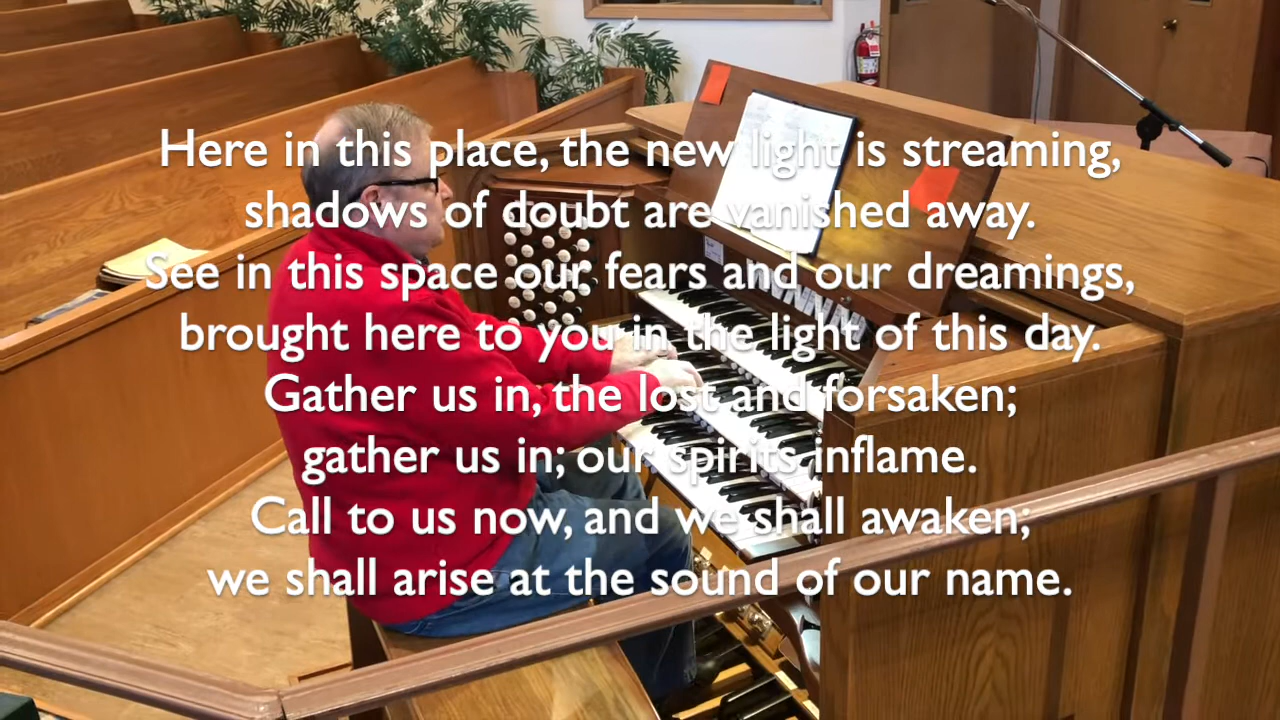 Here in this place, the new light is streaming,
shadows of doubt are vanished away.
See in this space our fears and our dreamings,
brought here to you in the light of this day.
Gather us in, the lost and forsaken;
gather us in; our spirits inflame.
Call to us now, and we shall awaken;
we shall arise at the sound of our name.